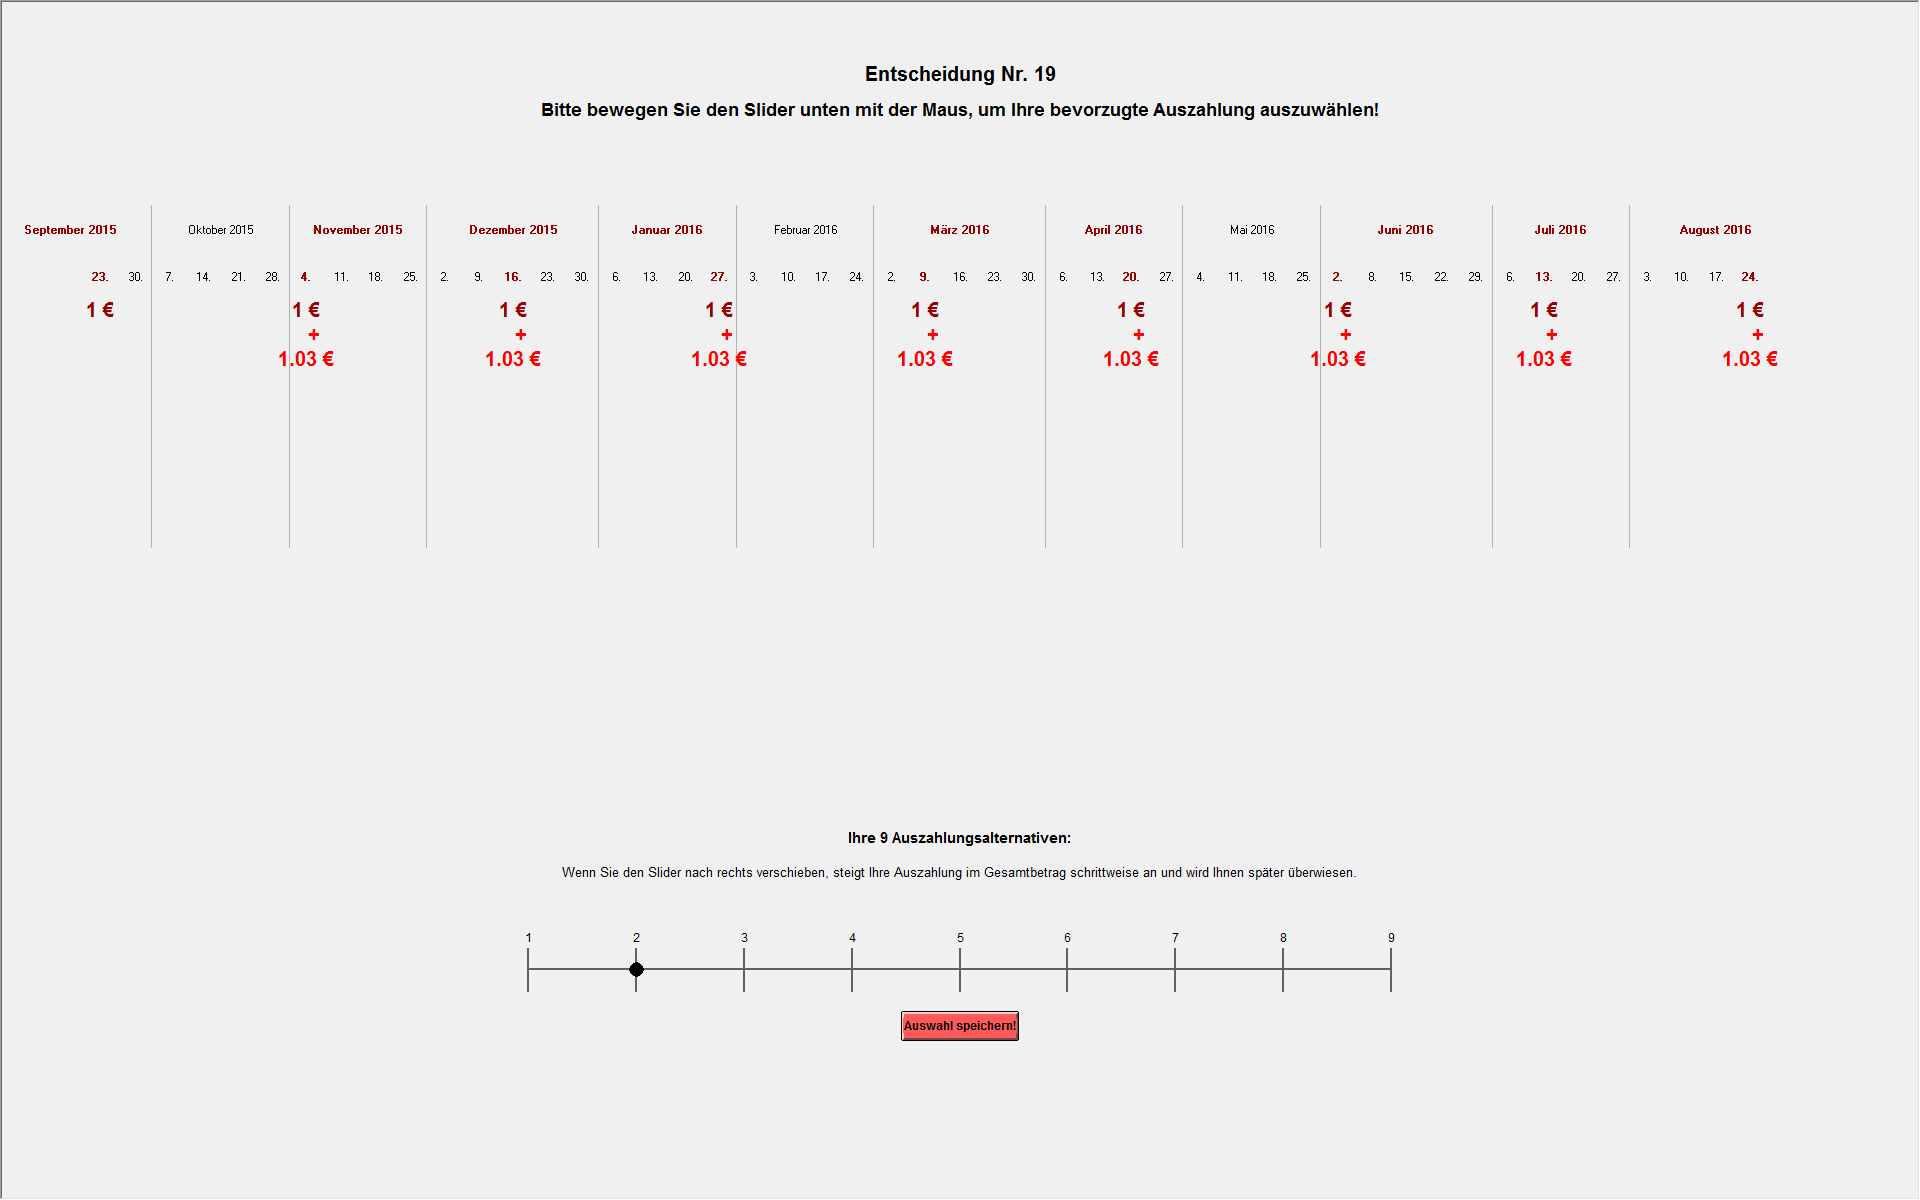 Entscheidung Nr. 19
Bitte bewegen Sie den Slider unten mit der Maus, um Ihre bevorzugte Auszahlung auszuwählen!
September 2015 Oktober 2015 November 2015 Dezember 2015 Januar 2016 Februar 2016 März 2016 April 2016 Mai 2016 Juni 2016 Juli 2016 August 2016
23. 30. 7. 14. 21. 28. 4. 11. 18. 25. 2. 9. 16. 23. 30. 6. 13. 20. 27. 3. 10. 17. 24. 2. 9. 16. 23. 30. 6. 13. 20. 27. 4. 11. 18. 25. 2. 8. 15. 22. 29. 6. 13. 20. 27. 3. 10. 17. 24.
1 € 1 € 1 € 1 € 1 € 1 € 1 € 1 € 1 €
+ + + + + + + +
1.03 € 1.03 € 1.03 € 1.03 € 1.03 € 1.03 € 1.03 € 1.03 €
Ihre 9 Auszahlungsalternativen:
Wenn Sie den Slider nach rechts verschieben, steigt Ihre Auszahlung im Gesamtbetrag schrittweise an und wird Ihnen später überwiesen.
1 2 3 4 5 6 7 8 9
Auswahl speichern!